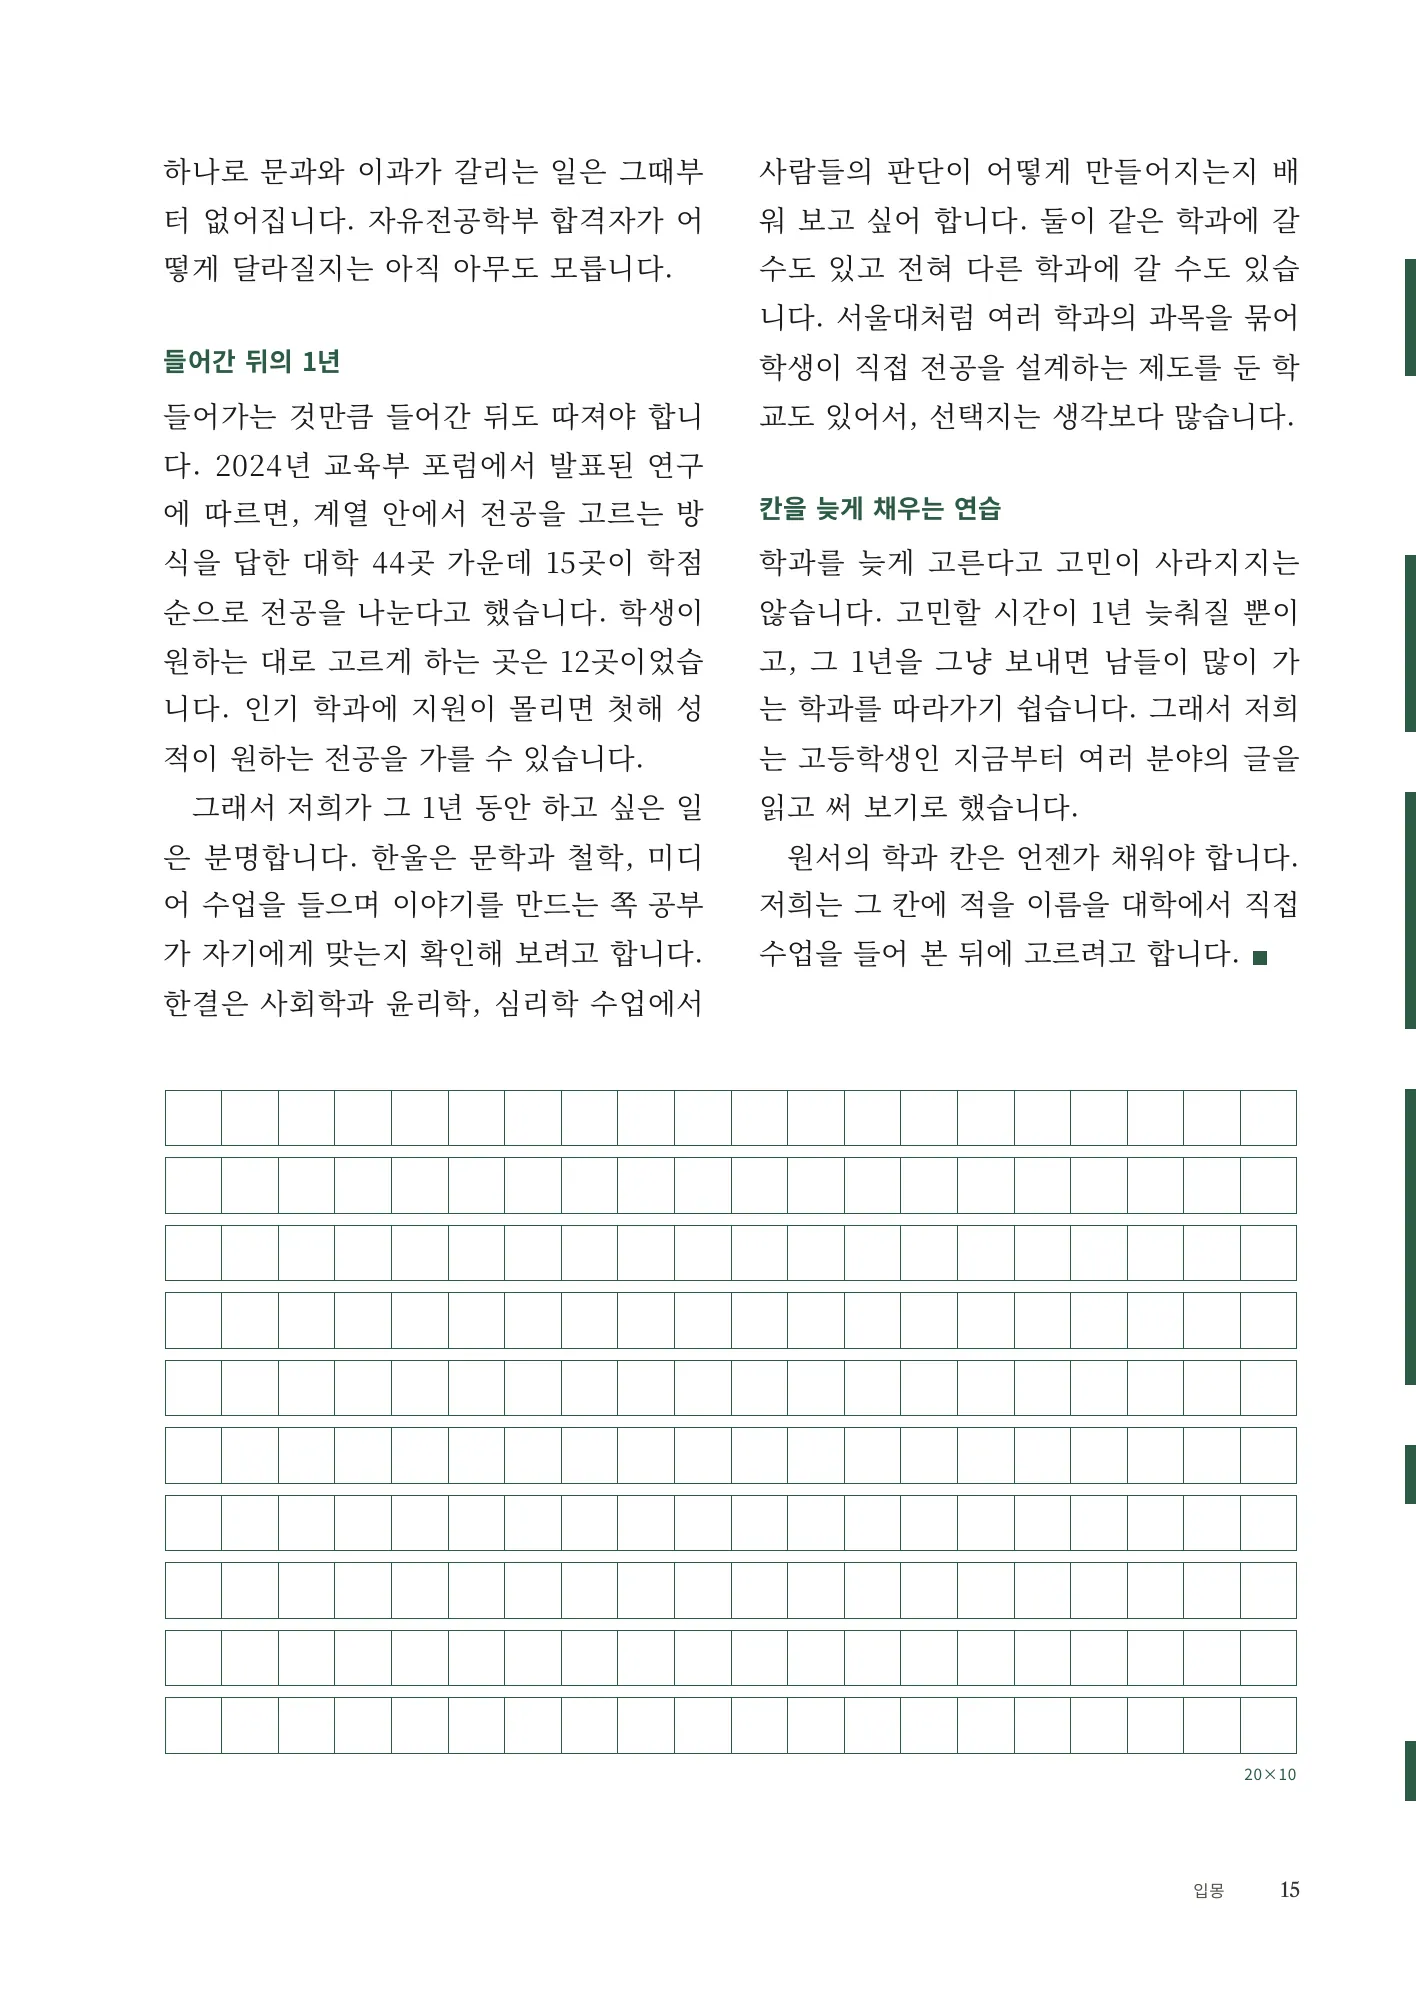 하나로 문과와 이과가 갈리는 일은 그때부
터 없어집니다. 자유전공학부 합격자가 어
떻게 달라질지는 아직 아무도 모릅니다.
들어간 뒤의 1년
들어가는 것만큼 들어간 뒤도 따져야 합니
다. 2024년 교육부 포럼에서 발표된 연구
에 따르면, 계열 안에서 전공을 고르는 방
식을 답한 대학 44곳 가운데 15곳이 학점
순으로 전공을 나눈다고 했습니다. 학생이
원하는 대로 고르게 하는 곳은 12곳이었습
니다. 인기 학과에 지원이 몰리면 첫해 성
적이 원하는 전공을 가를 수 있습니다.
그래서 저희가 그 1년 동안 하고 싶은 일
은 분명합니다. 한울은 문학과 철학, 미디
어 수업을 들으며 이야기를 만드는 쪽 공부
가 자기에게 맞는지 확인해 보려고 합니다.
한결은 사회학과 윤리학, 심리학 수업에서
사람들의 판단이 어떻게 만들어지는지 배
워 보고 싶어 합니다. 둘이 같은 학과에 갈
수도 있고 전혀 다른 학과에 갈 수도 있습
니다. 서울대처럼 여러 학과의 과목을 묶어
학생이 직접 전공을 설계하는 제도를 둔 학
교도 있어서, 선택지는 생각보다 많습니다.
칸을 늦게 채우는 연습
학과를 늦게 고른다고 고민이 사라지지는
않습니다. 고민할 시간이 1년 늦춰질 뿐이
고, 그 1년을 그냥 보내면 남들이 많이 가
는 학과를 따라가기 쉽습니다. 그래서 저희
는 고등학생인 지금부터 여러 분야의 글을
읽고 써 보기로 했습니다.
원서의 학과 칸은 언젠가 채워야 합니다.
저희는 그 칸에 적을 이름을 대학에서 직접
수업을 들어 본 뒤에 고르려고 합니다. ■
20×10
입몽 15